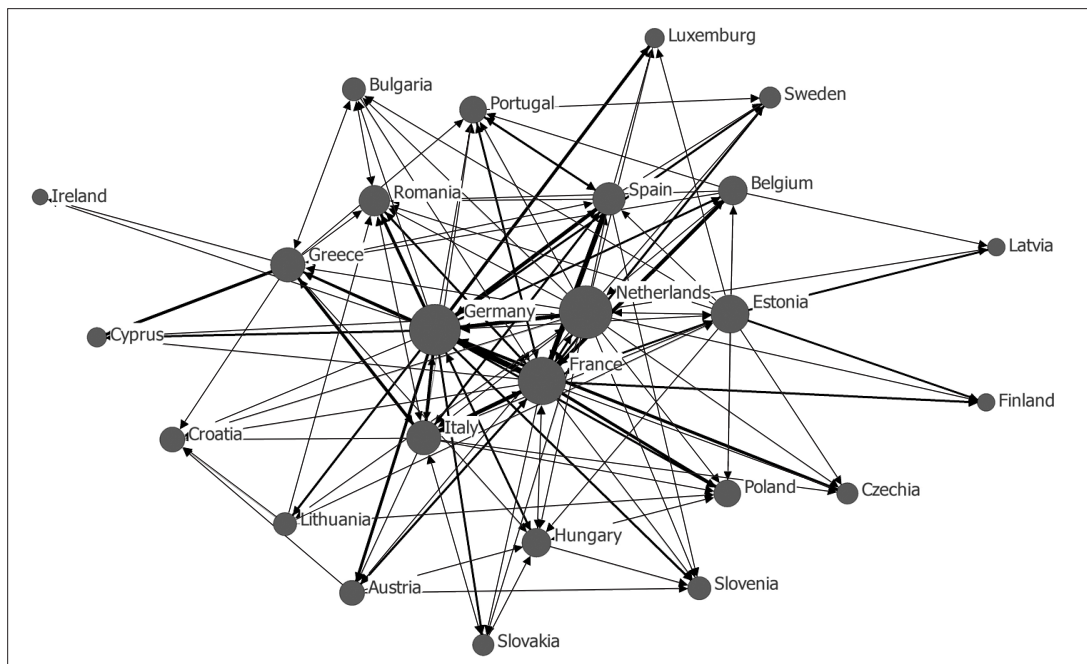 Luxemburg
Bulgaria
Portugal
Sweden
Ireland
Romania
Spain
Belgium
Greece
Latvia
Germany
Netherlands
Estonia
Cyprus
France
Finland
Croatia
Italy
Poland
Czechia
Lithuania
Hungary
Austria
Slovenia
Slovakia